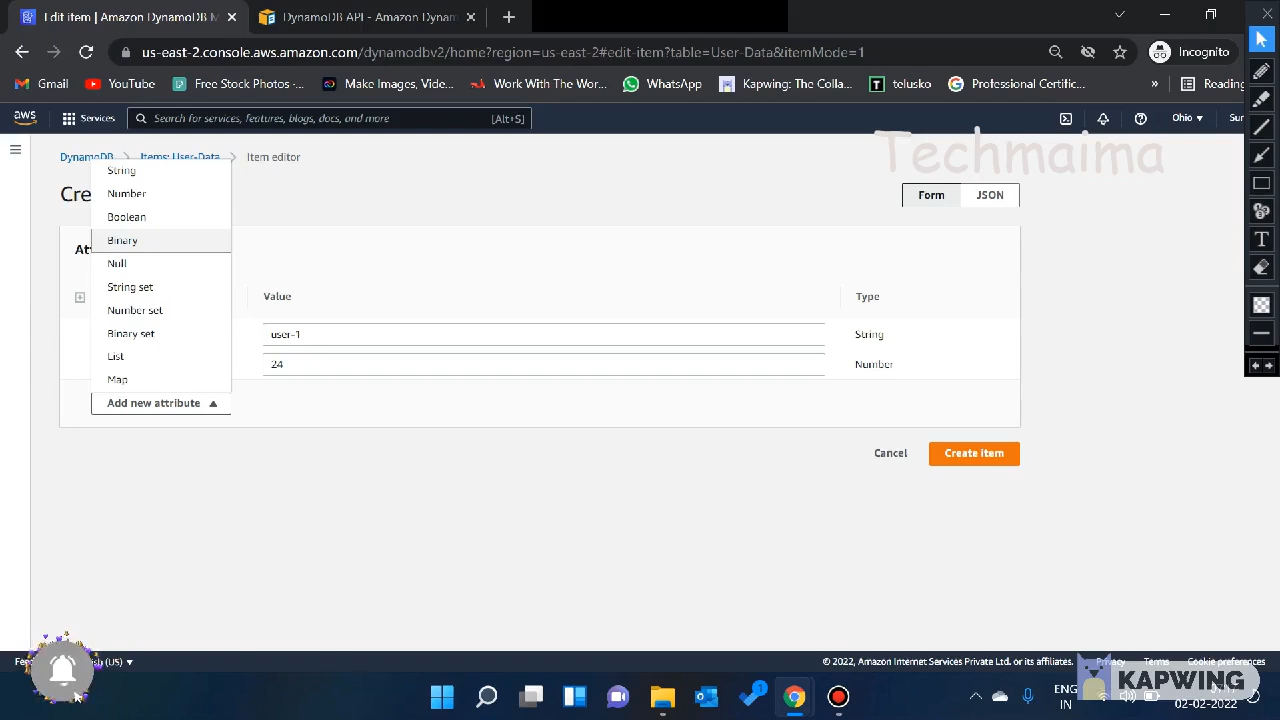 Edit item | Amazon DynamoDB M
DynamoDB API - Amazon Dynam
us-east-2.console.aws.amazon.com/dynamodbv2/home?region=us-east-2#edit-item?table=User-Data&itemMode=1
Incognito
Gmail
YouTube
Free Stock Photos -...
Make Images, Video...
Work With The Wor...
WhatsApp
Kapwing: The Colla...
telusko
Professional Certific...
Reading
aws
Services
Search for services, features, blogs, docs, and more
[Alt+S]
Ohio
Techmaima
DynamoDB
Items: User-Data
Item editor
Cre
Form
JSON
String
Number
Boolean
Binary
Null
String set
Number set
Binary set
List
Map
Att
Value
Type
user-1
String
24
Number
Add new attribute
Cancel
Create item
(US)
© 2022, Amazon Internet Services Private Ltd. or its affiliates.
Privacy
Terms
Cookie preferences
KAPWING
ENG
IN
02-02-2022